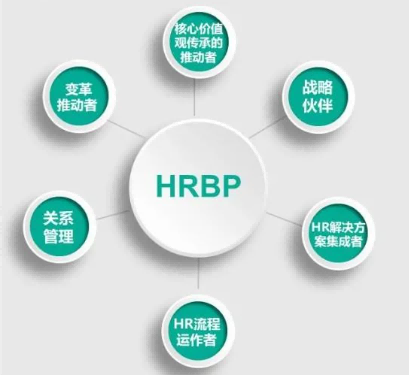 核心价值
观传承的
推动者
变革
推动者
战略
伙伴
HRBP
关系
管理
HR解决方
案集成者
HR流程
运作者